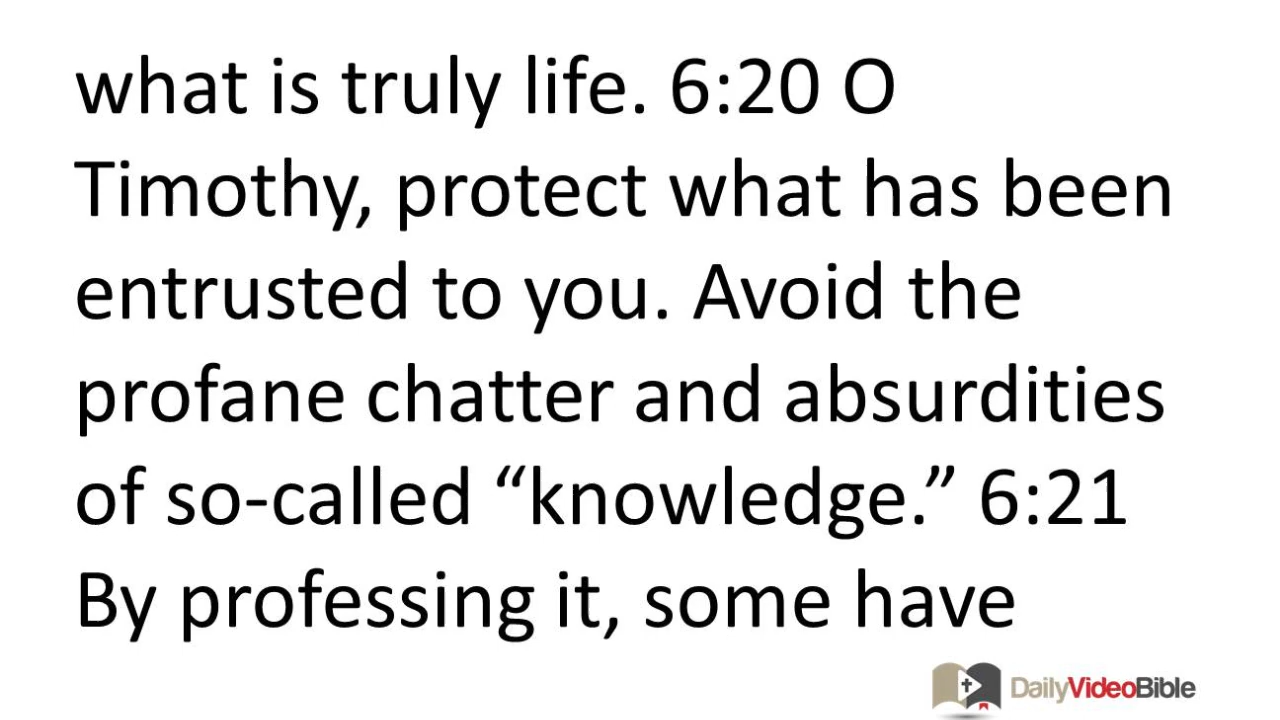 what is truly life. 6:20 O
Timothy, protect what has been
entrusted to you. Avoid the
profane chatter and absurdities
of so-called “knowledge.” 6:21
By professing it, some have
DailyVideoBible